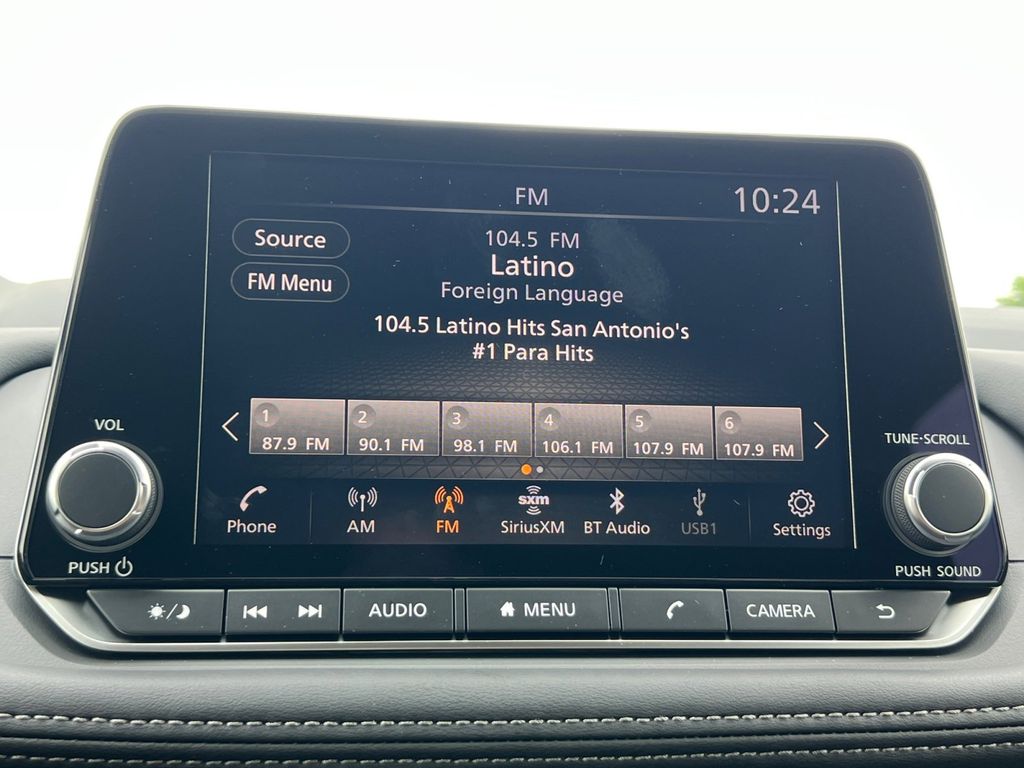 FM
10:24
Source
FM Menu
104.5 FM
Latino
Foreign Language
104.5 Latino Hits San Antonio's
#1 Para Hits
1 2 3 4 5 6
87.9 FM 90.1 FM 98.1 FM 106.1 FM 107.9 FM 107.9 FM
VOL
TUNE·SCROLL
sxm
Phone AM FM SiriusXM BT Audio USB1 Settings
PUSH
PUSH SOUND
AUDIO MENU CAMERA